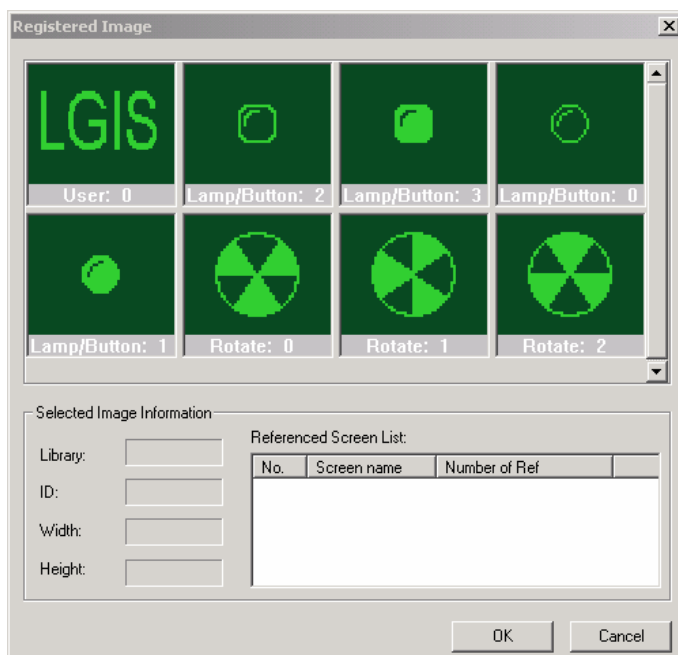 Registered Image
LGIS
User: 0
Lamp/Button: 2
Lamp/Button: 3
Lamp/Button: 0
Lamp/Button: 1
Rotate: 0
Rotate: 1
Rotate: 2
Selected Image Information
Library:
ID:
Width:
Height:
Referenced Screen List:
No. Screen name Number of Ref
OK Cancel